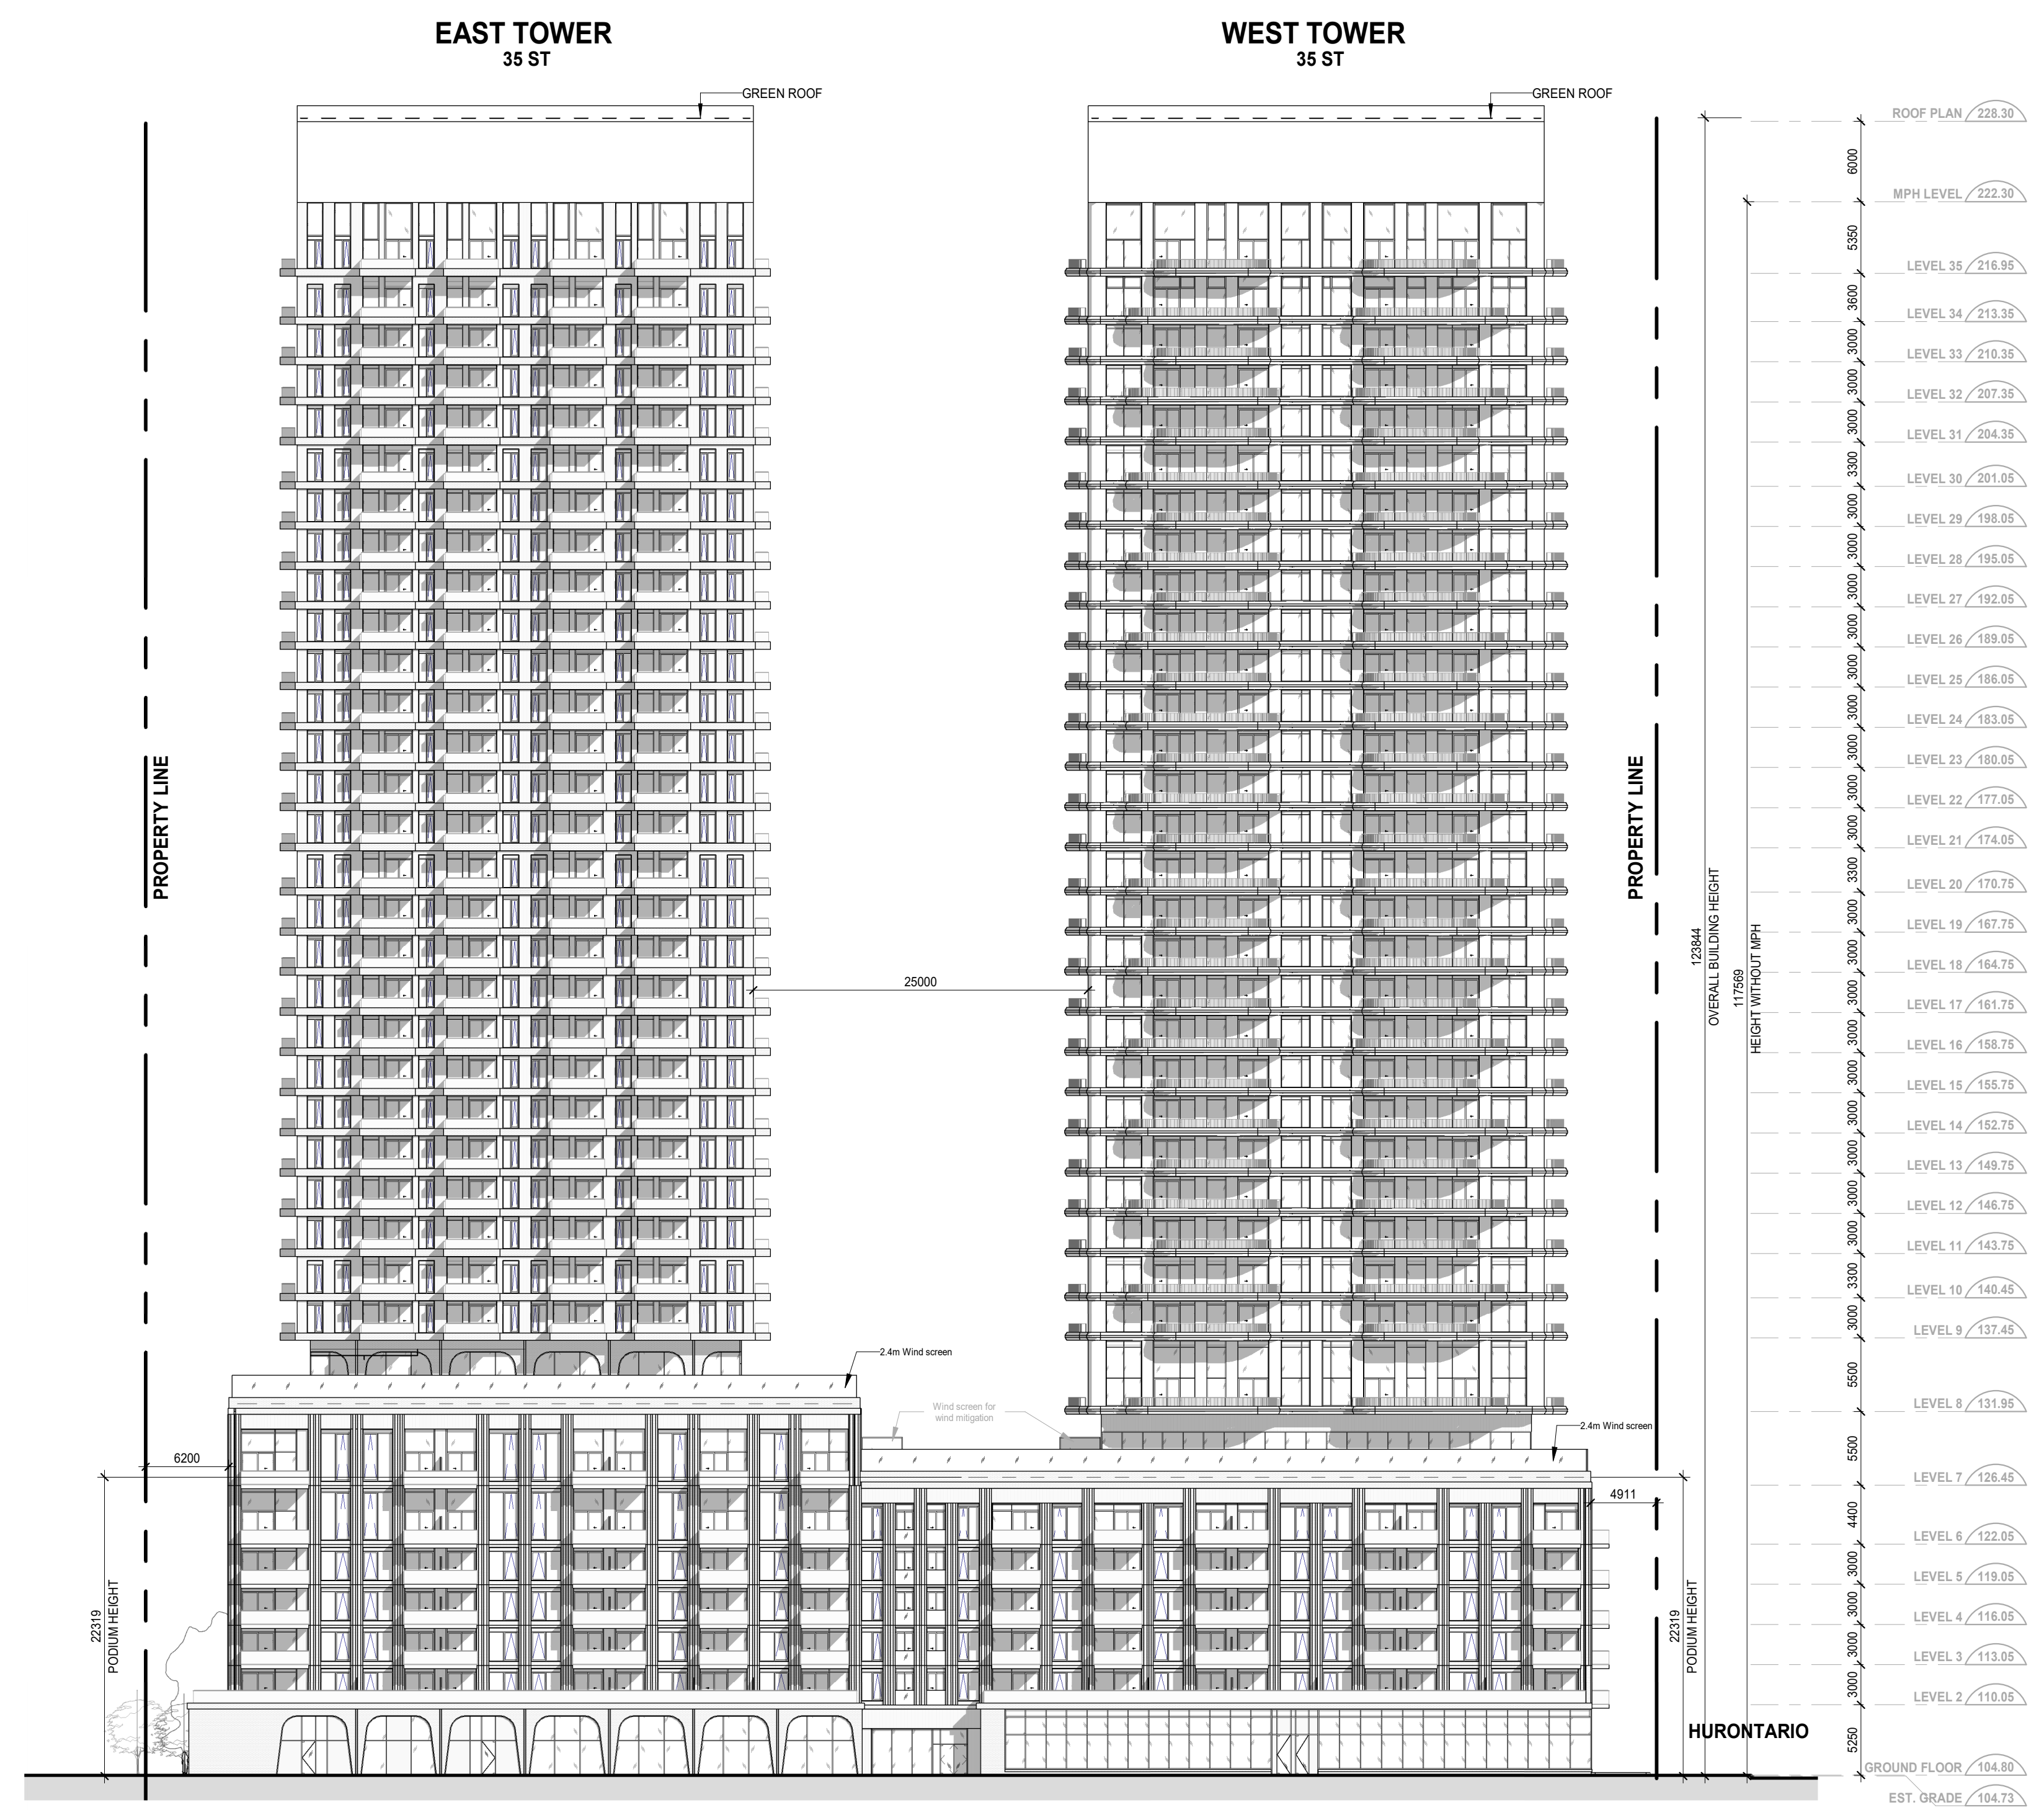 EAST TOWER
35 ST
WEST TOWER
35 ST
GREEN ROOF
GREEN ROOF
ROOF PLAN 228.30
6000
MPH LEVEL 222.30
5350
LEVEL 35 216.95
3600
LEVEL 34 213.35
3000
LEVEL 33 210.35
3000
LEVEL 32 207.35
3000
LEVEL 31 204.35
3300
LEVEL 30 201.05
3000
LEVEL 29 198.05
3000
LEVEL 28 195.05
3000
LEVEL 27 192.05
3000
LEVEL 26 189.05
3000
LEVEL 25 186.05
3000
LEVEL 24 183.05
3000
LEVEL 23 180.05
3000
LEVEL 22 177.05
3000
LEVEL 21 174.05
3300
LEVEL 20 170.75
3000
LEVEL 19 167.75
3000
LEVEL 18 164.75
3000
LEVEL 17 161.75
3000
LEVEL 16 158.75
3000
LEVEL 15 155.75
3000
LEVEL 14 152.75
3000
LEVEL 13 149.75
3000
LEVEL 12 146.75
3000
LEVEL 11 143.75
3300
LEVEL 10 140.45
3000
LEVEL 9 137.45
5500
LEVEL 8 131.95
5500
LEVEL 7 126.45
4400
LEVEL 6 122.05
3000
LEVEL 5 119.05
3000
LEVEL 4 116.05
3000
LEVEL 3 113.05
3000
LEVEL 2 110.05
5250
GROUND FLOOR 104.80
EST. GRADE 104.73
PROPERTY LINE
PROPERTY LINE
123844
OVERALL BUILDING HEIGHT
117569
HEIGHT WITHOUT MPH
25000
2.4m Wind screen
Wind screen for
wind mitigation
2.4m Wind screen
6200
4911
22319
PODIUM HEIGHT
22319
PODIUM HEIGHT
HURONTARIO